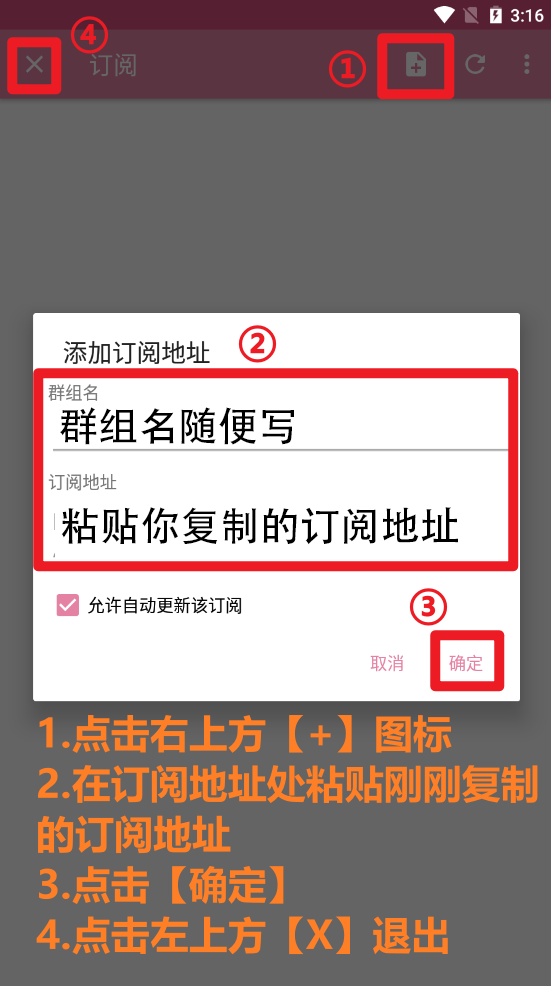 3:16
④
订阅
①
添加订阅地址 ②
群组名
群组名随便写
订阅地址
粘贴你复制的订阅地址
允许自动更新该订阅
③
取消 确定
1.点击右上方【+】图标
2.在订阅地址处粘贴刚刚复制
的订阅地址
3.点击【确定】
4.点击左上方【X】退出